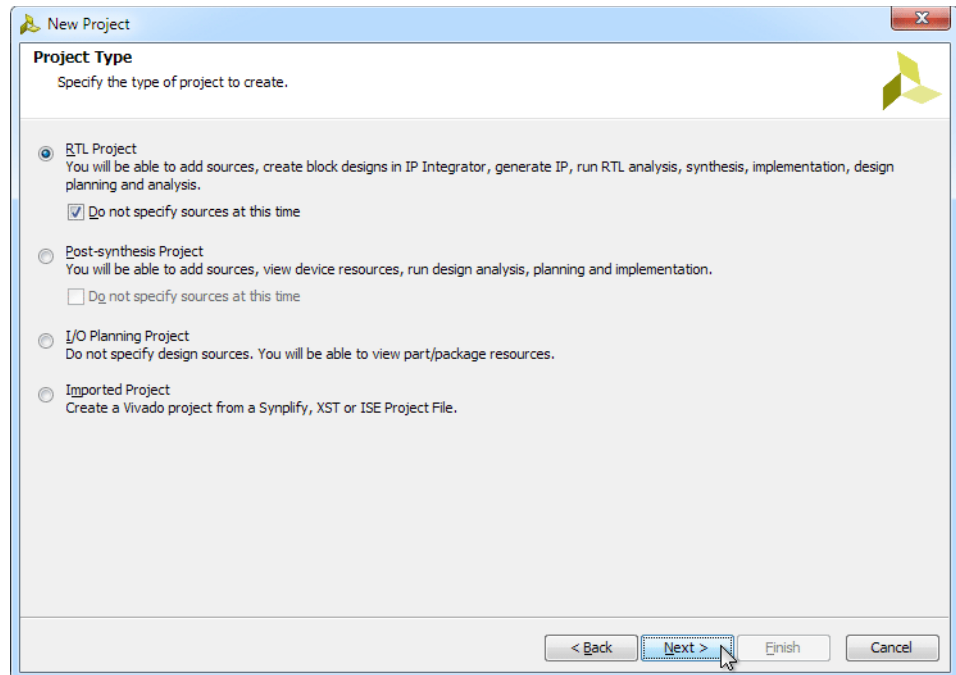 New Project
Project Type
Specify the type of project to create.
RTL Project
You will be able to add sources, create block designs in IP Integrator, generate IP, run RTL analysis, synthesis, implementation, design
planning and analysis.
Do not specify sources at this time
Post-synthesis Project
You will be able to add sources, view device resources, run design analysis, planning and implementation.
Do not specify sources at this time
I/O Planning Project
Do not specify design sources. You will be able to view part/package resources.
Imported Project
Create a Vivado project from a Synplify, XST or ISE Project File.
< Back Next > Finish Cancel